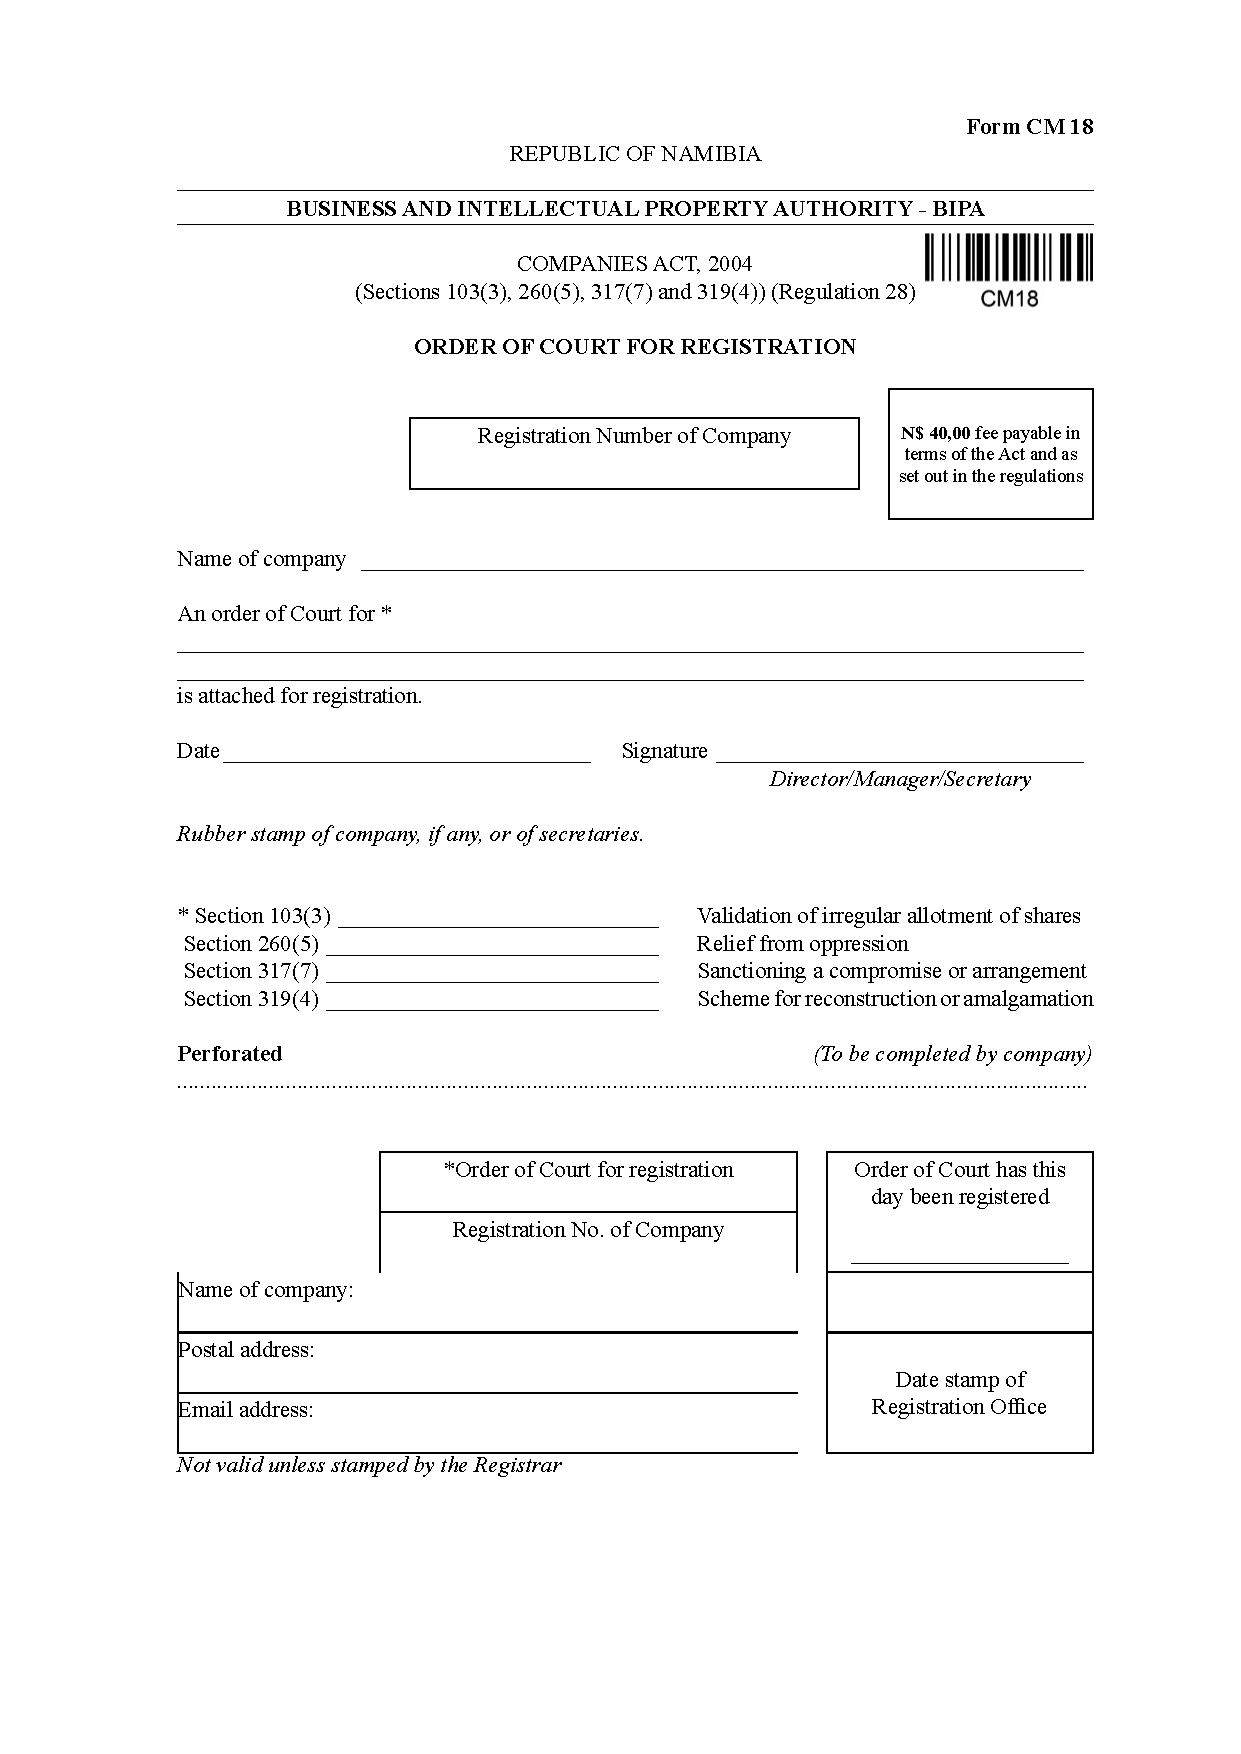 Form CM 18
REPUBLIC OF NAMIBIA
BUSINESS AND INTELLECTUAL PROPERTY AUTHORITY - BIPA
COMPANIES ACT, 2004
(Sections 103(3), 260(5), 317(7) and 319(4)) (Regulation 28)
CM18
ORDER OF COURT FOR REGISTRATION
Registration Number of Company
N$ 40,00 fee payable in
terms of the Act and as
set out in the regulations
Name of company
An order of Court for *
is attached for registration.
Date Signature
Director/Manager/Secretary
Rubber stamp of company, if any, or of secretaries.
* Section 103(3) Validation of irregular allotment of shares
Section 260(5) Relief from oppression
Section 317(7) Sanctioning a compromise or arrangement
Section 319(4) Scheme for reconstruction or amalgamation
Perforated (To be completed by company)
*Order of Court for registration
Registration No. of Company
Order of Court has this
day been registered
Name of company:
Postal address:
Email address:
Date stamp of
Registration Office
Not valid unless stamped by the Registrar